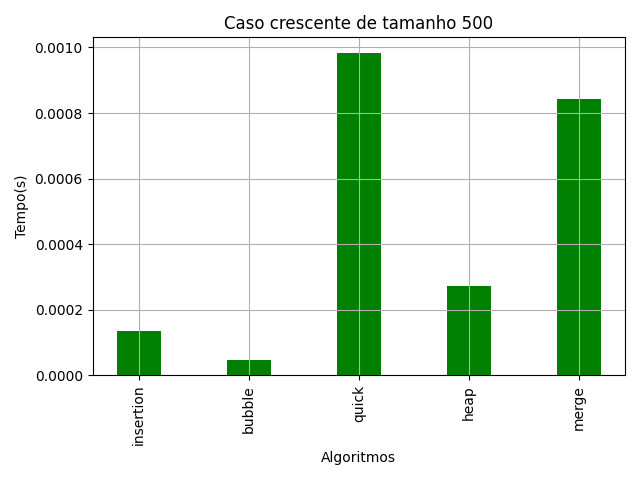 Caso crescente de tamanho 500
0.0010
0.0008
0.0006
0.0004
0.0002
0.0000
Tempo(s)
insertion
bubble
quick
heap
merge
Algoritmos